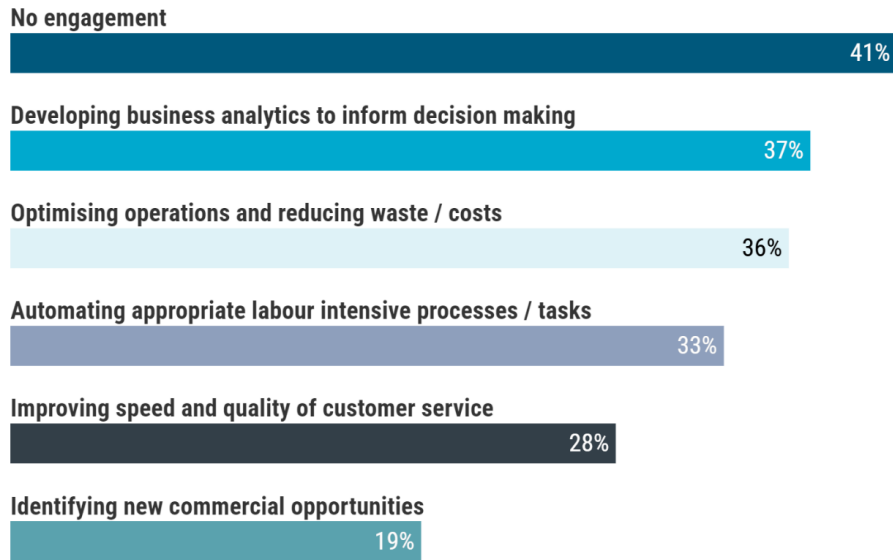 No engagement
41%
Developing business analytics to inform decision making
37%
Optimising operations and reducing waste / costs
36%
Automating appropriate labour intensive processes / tasks
33%
Improving speed and quality of customer service
28%
Identifying new commercial opportunities
19%